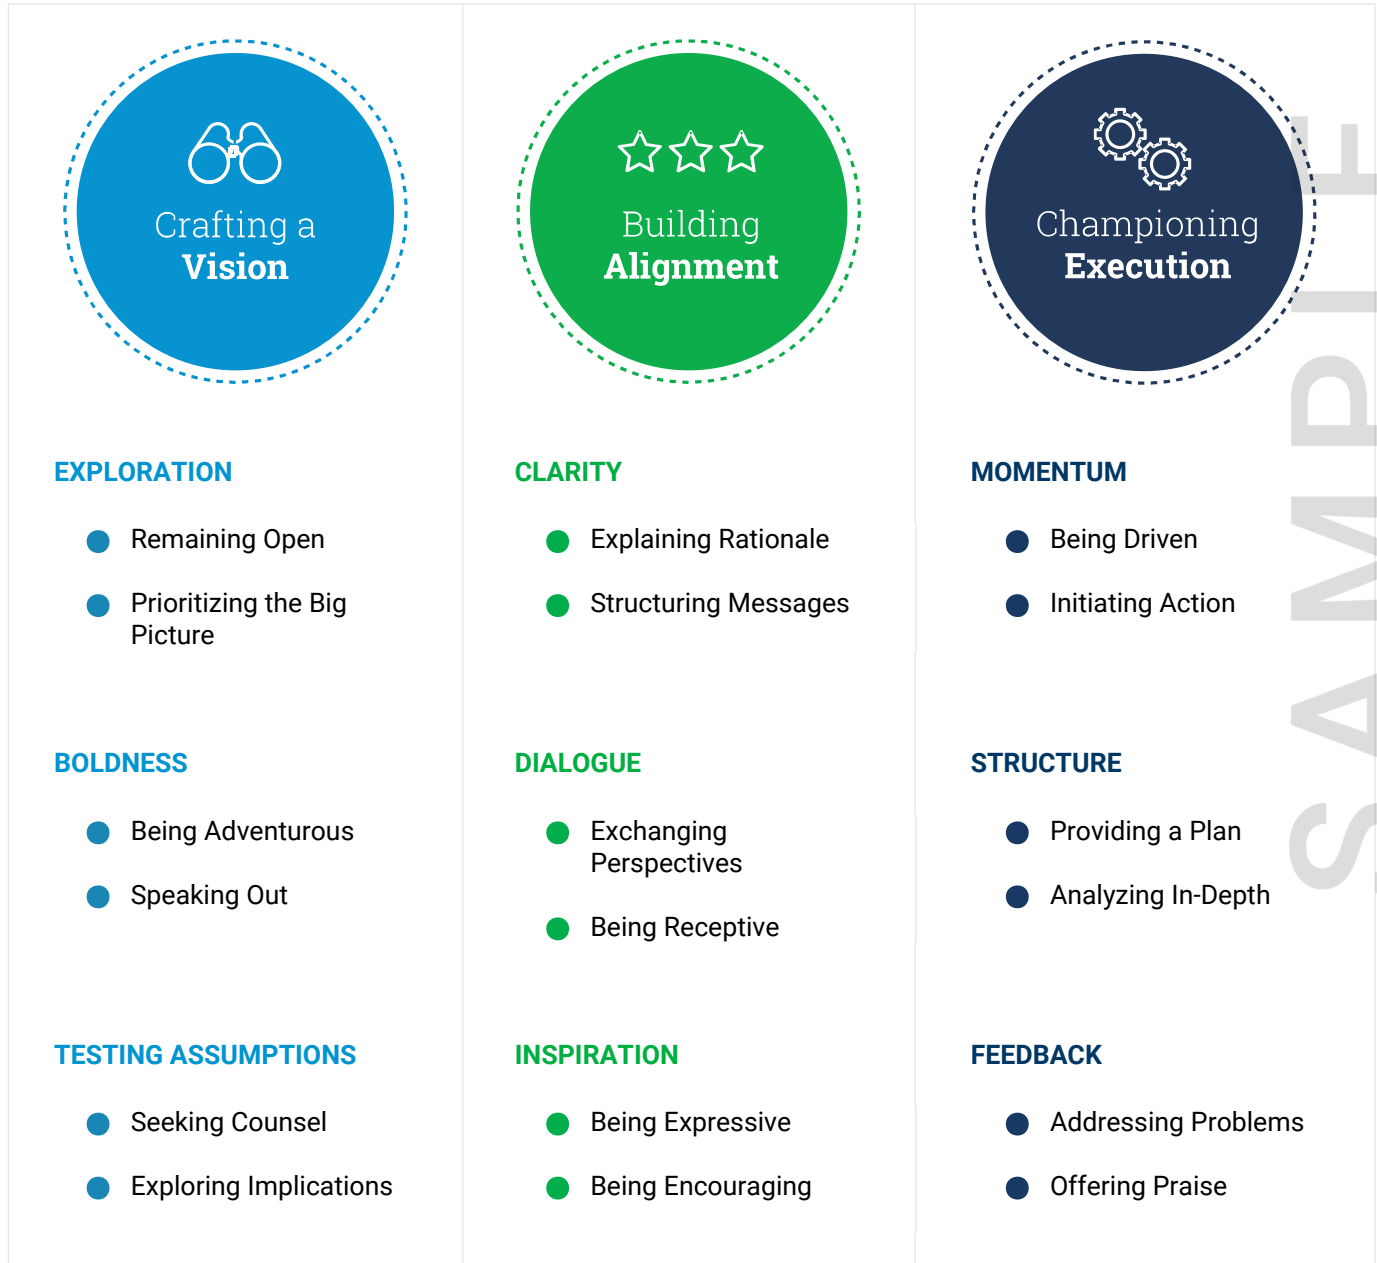 Crafting a
Vision
EXPLORATION
Remaining Open
Prioritizing the Big
Picture
BOLDNESS
Being Adventurous
Speaking Out
TESTING ASSUMPTIONS
Seeking Counsel
Exploring Implications
Building
Alignment
CLARITY
Explaining Rationale
Structuring Messages
DIALOGUE
Exchanging
Perspectives
Being Receptive
INSPIRATION
Being Expressive
Being Encouraging
Championing
Execution
MOMENTUM
Being Driven
Initiating Action
STRUCTURE
Providing a Plan
Analyzing In-Depth
FEEDBACK
Addressing Problems
Offering Praise
SAMPLE